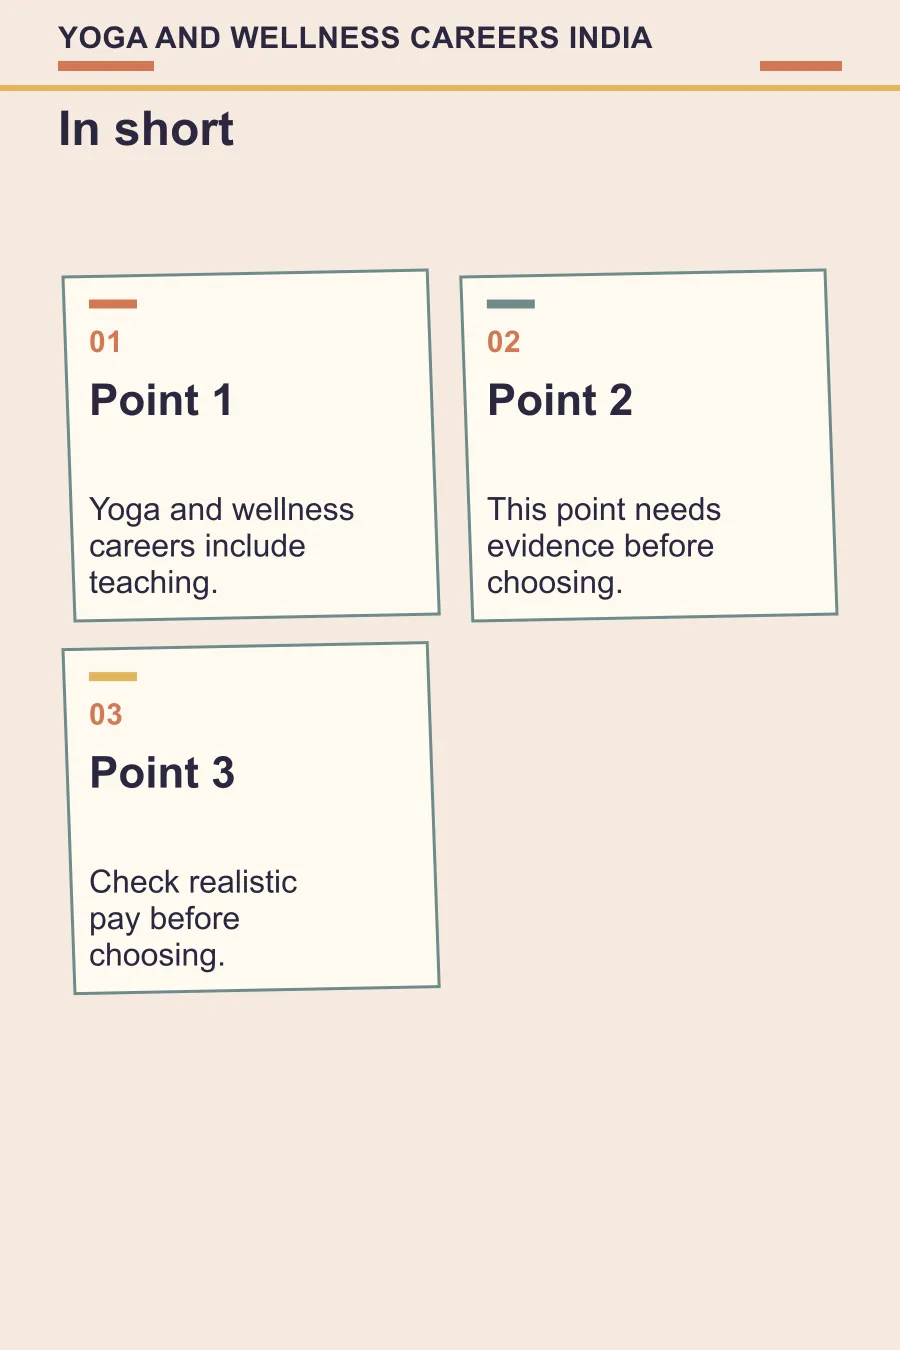 YOGA AND WELLNESS CAREERS INDIA
In short
01
Point 1
Yoga and wellness
careers include
teaching.
02
Point 2
This point needs
evidence before
choosing.
03
Point 3
Check realistic
pay before
choosing.